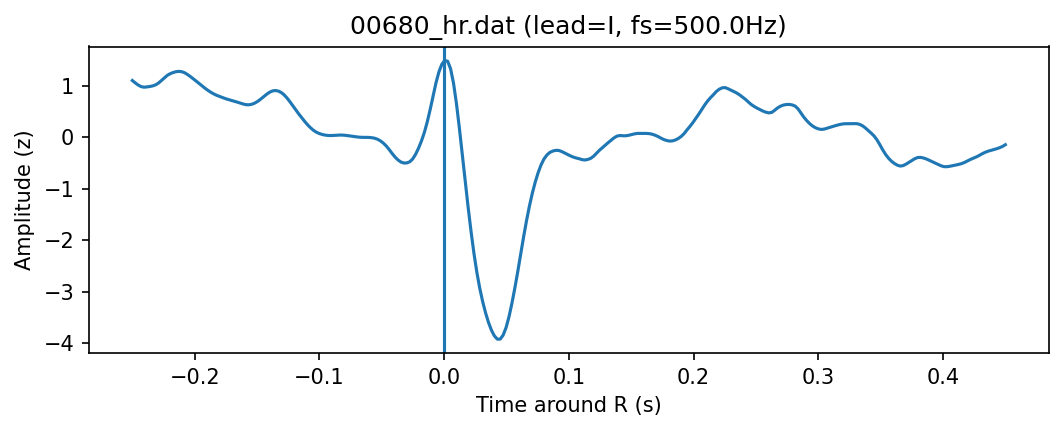 00680_hr.dat (lead=I, fs=500.0Hz)
Amplitude (z)
1
0
−1
−2
−3
−4
−0.2 −0.1 0.0 0.1 0.2 0.3 0.4
Time around R (s)